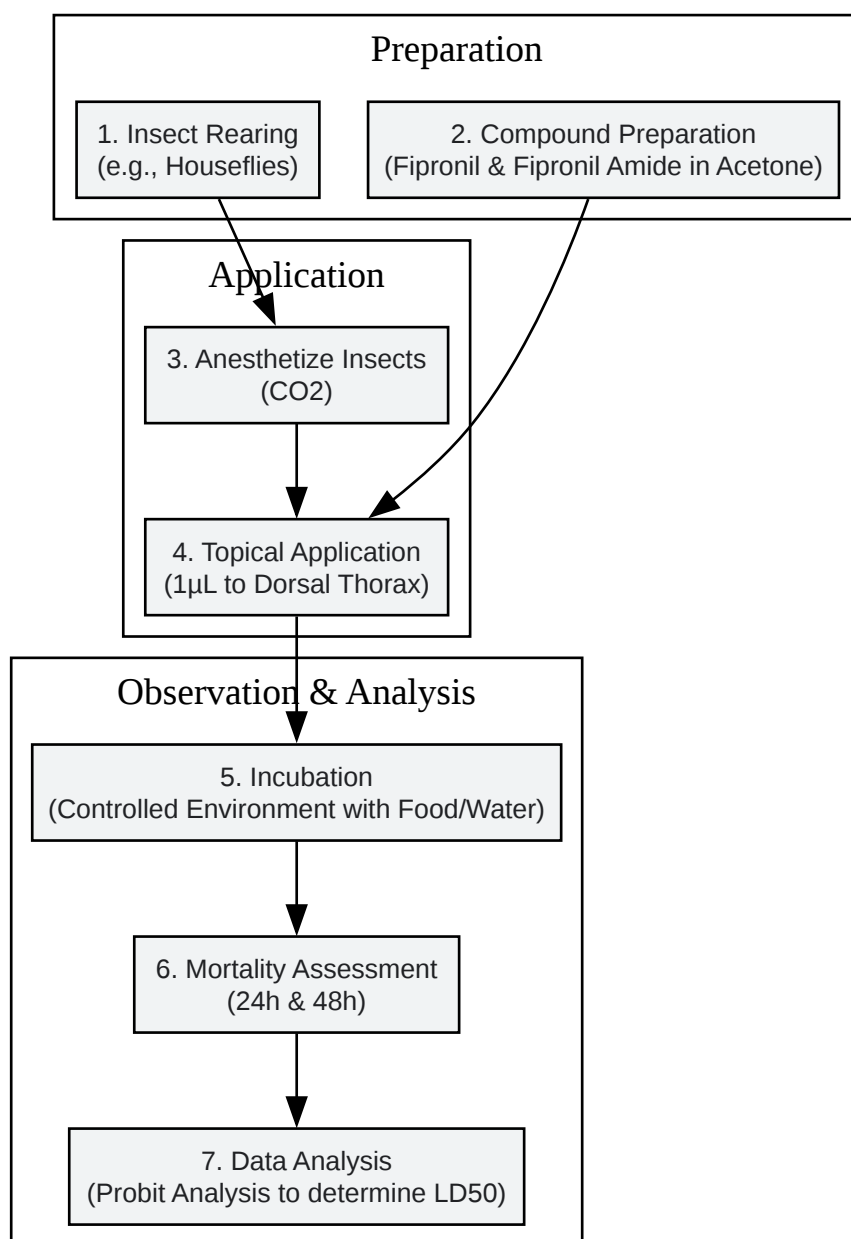 Preparation
1. Insect Rearing
(e.g., Houseflies)
2. Compound Preparation
(Fipronil & Fipronil Amide in Acetone)
Application
3. Anesthetize Insects
(CO2)
4. Topical Application
(1µL to Dorsal Thorax)
Observation & Analysis
5. Incubation
(Controlled Environment with Food/Water)
6. Mortality Assessment
(24h & 48h)
7. Data Analysis
(Probit Analysis to determine LD50)